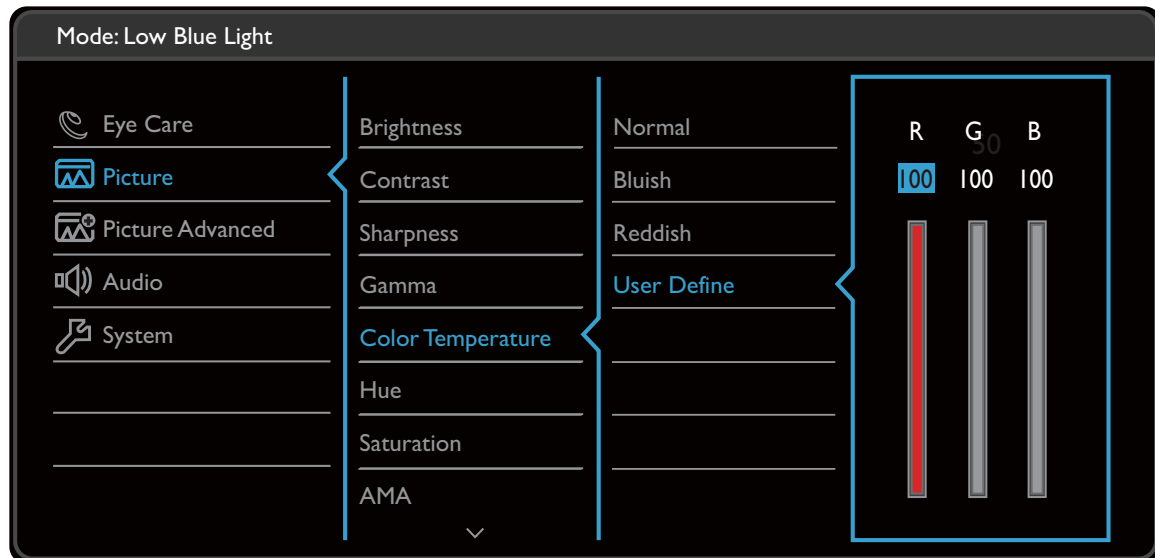 Mode: Low Blue Light
Eye Care
Picture
Picture Advanced
Audio
System
Brightness
Contrast
Sharpness
Gamma
Color Temperature
Hue
Saturation
AMA
Normal
Bluish
Reddish
User Define
R G B
50
100 100 100